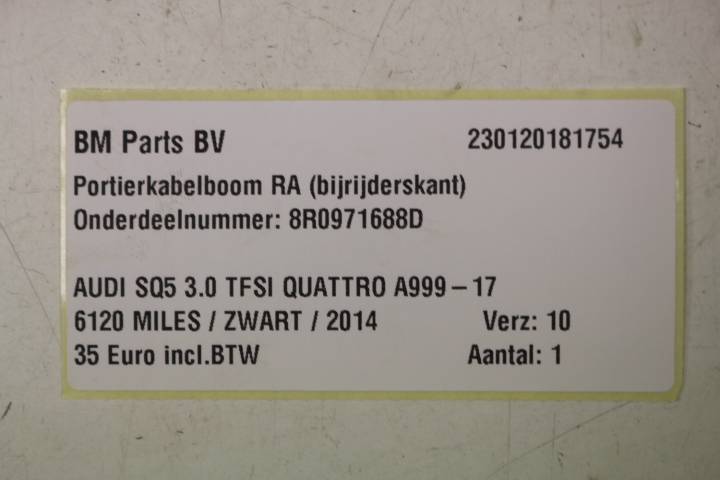 BM Parts BV 230120181754
Portierkabelboom RA (bijrijderskant)
Onderdeelnummer: 8R0971688D
AUDI SQ5 3.0 TFSI QUATTRO A999 – 17
6120 MILES / ZWART / 2014 Verz: 10
35 Euro incl.BTW Aantal: 1